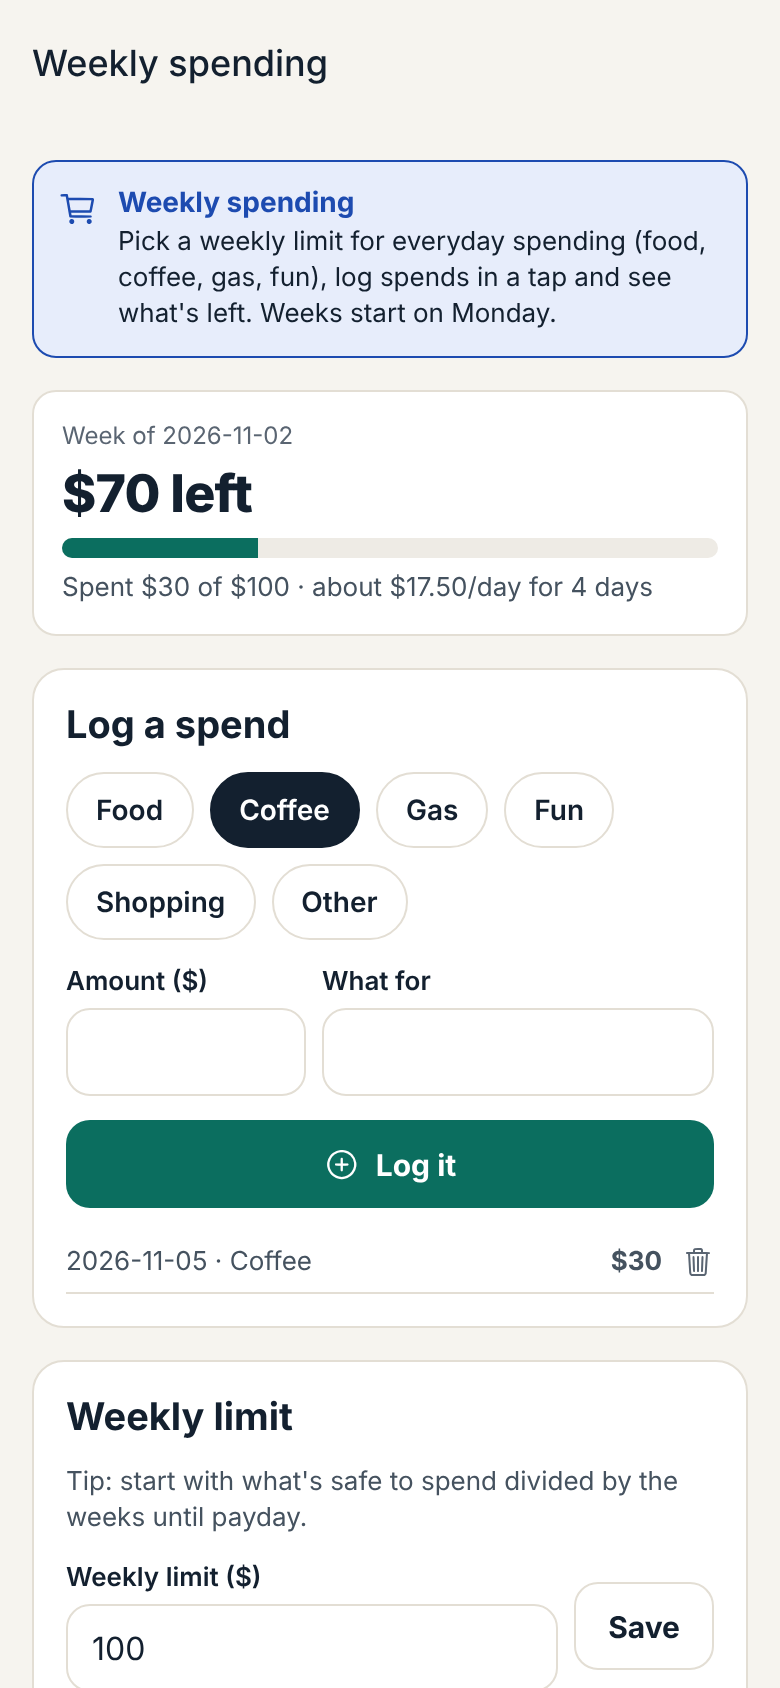 Weekly spending
Weekly spending
Pick a weekly limit for everyday spending (food,
coffee, gas, fun), log spends in a tap and see
what's left. Weeks start on Monday.
Week of 2026-11-02
$70 left
Spent $30 of $100 · about $17.50/day for 4 days
Log a spend
Food
Coffee
Gas
Fun
Shopping
Other
Amount ($)
What for
Log it
2026-11-05 · Coffee
$30
Weekly limit
Tip: start with what's safe to spend divided by the
weeks until payday.
Weekly limit ($)
100
Save